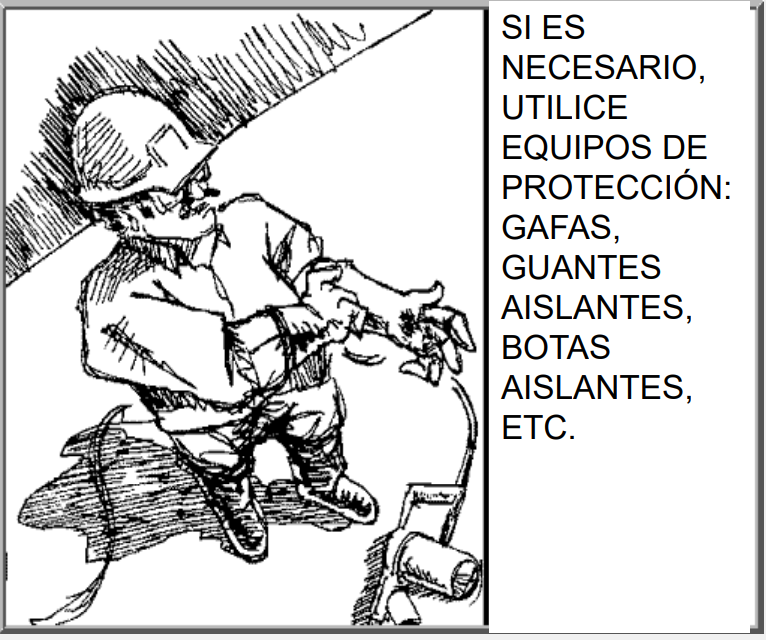 SI ES
NECESARIO,
UTILICE
EQUIPOS DE
PROTECCIÓN:
GAFAS,
GUANTES
AISLANTES,
BOTAS
AISLANTES,
ETC.